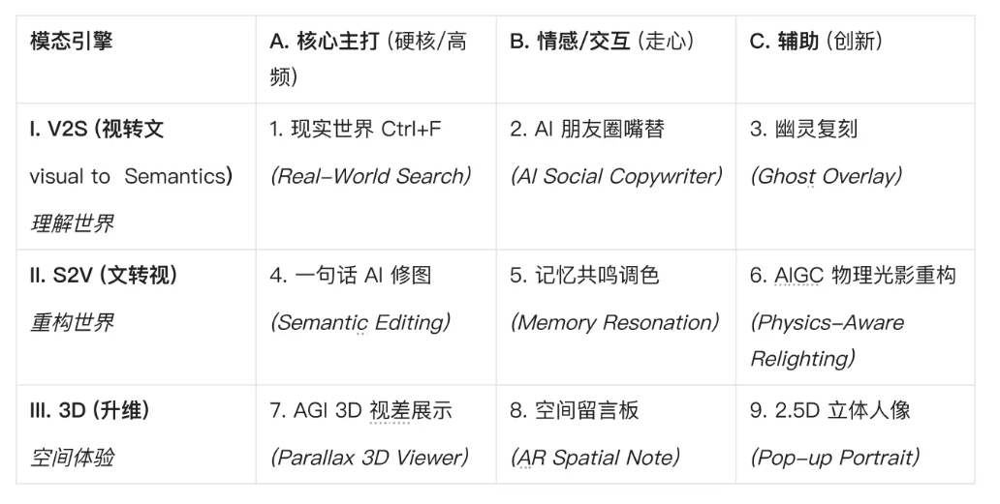 模态引擎
A. 核心主打 (硬核/高
频)
B. 情感/交互 (走心)
C. 辅助 (创新)
I. V2S (视转文
visual to  Semantics)
理解世界
1. 现实世界 Ctrl+F
(Real-World Search)
2. AI 朋友圈嘴替
(AI Social Copywriter)
3. 幽灵复刻
(Ghost Overlay)
II. S2V (文转视)
重构世界
4. 一句话 AI 修图
(Semantic Editing)
5. 记忆共鸣调色
(Memory Resonation)
6. AIGC 物理光影重构
(Physics-Aware
Relighting)
III. 3D (升维)
空间体验
7. AGI 3D 视差展示
(Parallax 3D Viewer)
8. 空间留言板
(AR Spatial Note)
9. 2.5D 立体人像
(Pop-up Portrait)